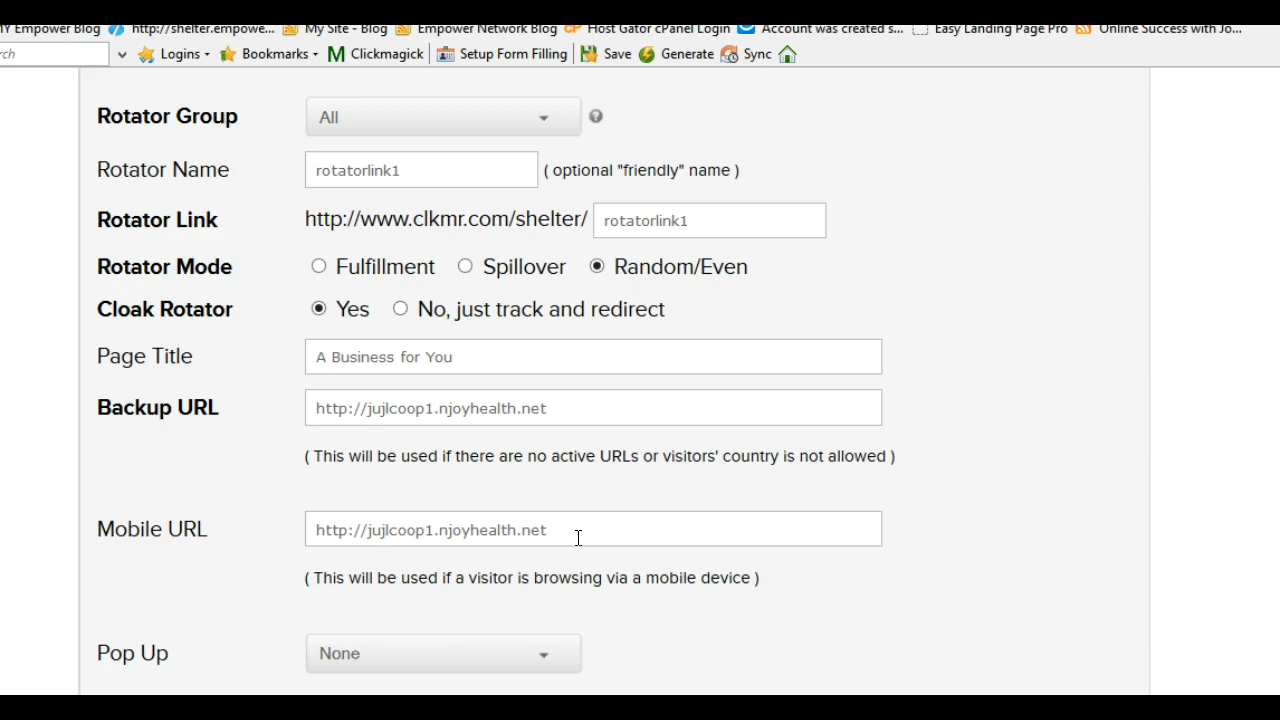 MY Empower Blog http://shelter.empowe... My Site - Blog Empower Network Blog cP Host Gator cPanel Login Account was created s... Easy Landing Page Pro Online Success with Jo...
rch Logins Bookmarks M Clickmagick Setup Form Filling Save Generate Sync
Rotator Group All ?
Rotator Name rotatorlink1 ( optional "friendly" name )
Rotator Link http://www.clkmr.com/shelter/ rotatorlink1
Rotator Mode Fulfillment Spillover Random/Even
Cloak Rotator Yes No, just track and redirect
Page Title A Business for You
Backup URL http://jujlcoop1.njoyhealth.net
( This will be used if there are no active URLs or visitors' country is not allowed )
Mobile URL http://jujlcoop1.njoyhealth.net
( This will be used if a visitor is browsing via a mobile device )
Pop Up None